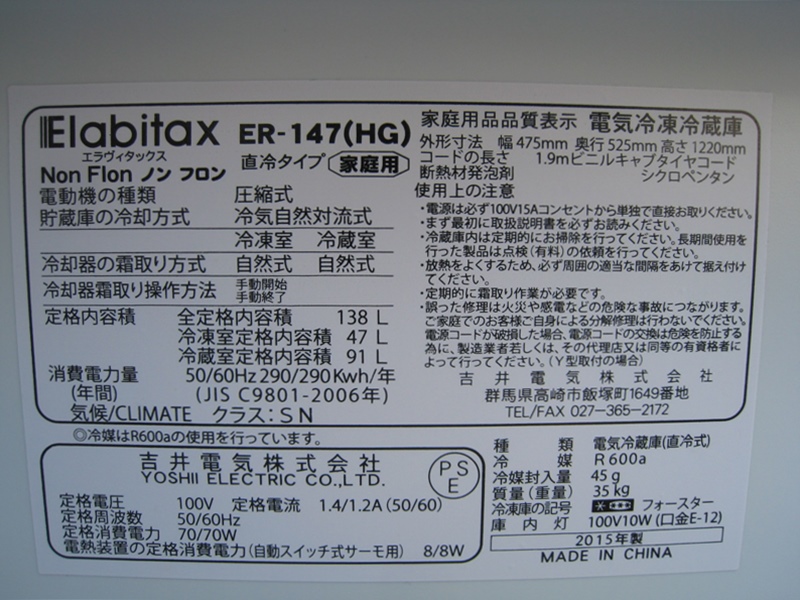 Elabitax ER-147(HG)
エラヴィタックス
Non Flon ノン フロン 直冷タイプ 家庭用
電動機の種類 圧縮式
貯蔵庫の冷却方式 冷気自然対流式
冷凍室 冷蔵室
冷却器の霜取り方式 自然式 自然式
冷却器霜取り操作方法 手動開始
手動終了
定格内容積 全定格内容積 138 L
冷凍室定格内容積 47 L
冷蔵室定格内容積 91 L
消費電力量 50/60Hz 290/290Kwh/年
(年間) (JIS C9801-2006年)
気候/CLIMATE クラス:SN
家庭用品品質表示 電気冷凍冷蔵庫
外形寸法 幅 475mm 奥行 525mm 高さ 1220mm
コードの長さ 1.9mビニルキャブタイヤコード
断熱材発泡剤 シクロペンタン
使用上の注意
・電源は必ず100V15Aコンセントから単独で直接お取りください。
・まず最初に取扱説明書を必ずお読みください。
・冷蔵庫内は定期的にお掃除を行ってください。長期間使用を
行った製品は点検(有料)の依頼を行ってください。
・放熱をよくするため、必ず周囲の適当な間隔をあけて据え付け
てください。
・定期的に霜取り作業が必要です。
・誤った修理は火災や感電などの危険な事故につながります。
ご家庭でのお客様ご自身による分解修理は行わないでください。
電源コードが破損した場合、電源コードの交換は危険を防止する
為に、製造業者若しくは、その代理店又は同等の有資格者に
よって行ってください。(Y型取付の場合)
吉井電気株式会社
群馬県高崎市飯塚町1649番地
TEL/FAX 027-365-2172
◎冷媒はR600aの使用を行っています。
吉井電気株式会社
YOSHII ELECTRIC CO.,LTD.
PS
E
定格電圧 100V 定格電流 1.4/1.2A (50/60)
定格周波数 50/60Hz
定格消費電力 70/70W
電熱装置の定格消費電力(自動スイッチ式サーモ用) 8/8W
種類 電気冷蔵庫(直冷式)
冷媒 R 600a
冷媒封入量 45 g
質量(重量) 35 kg
冷凍庫の記号 フォースター
庫内灯 100V10W (口金E-12)
2015年製
MADE IN CHINA